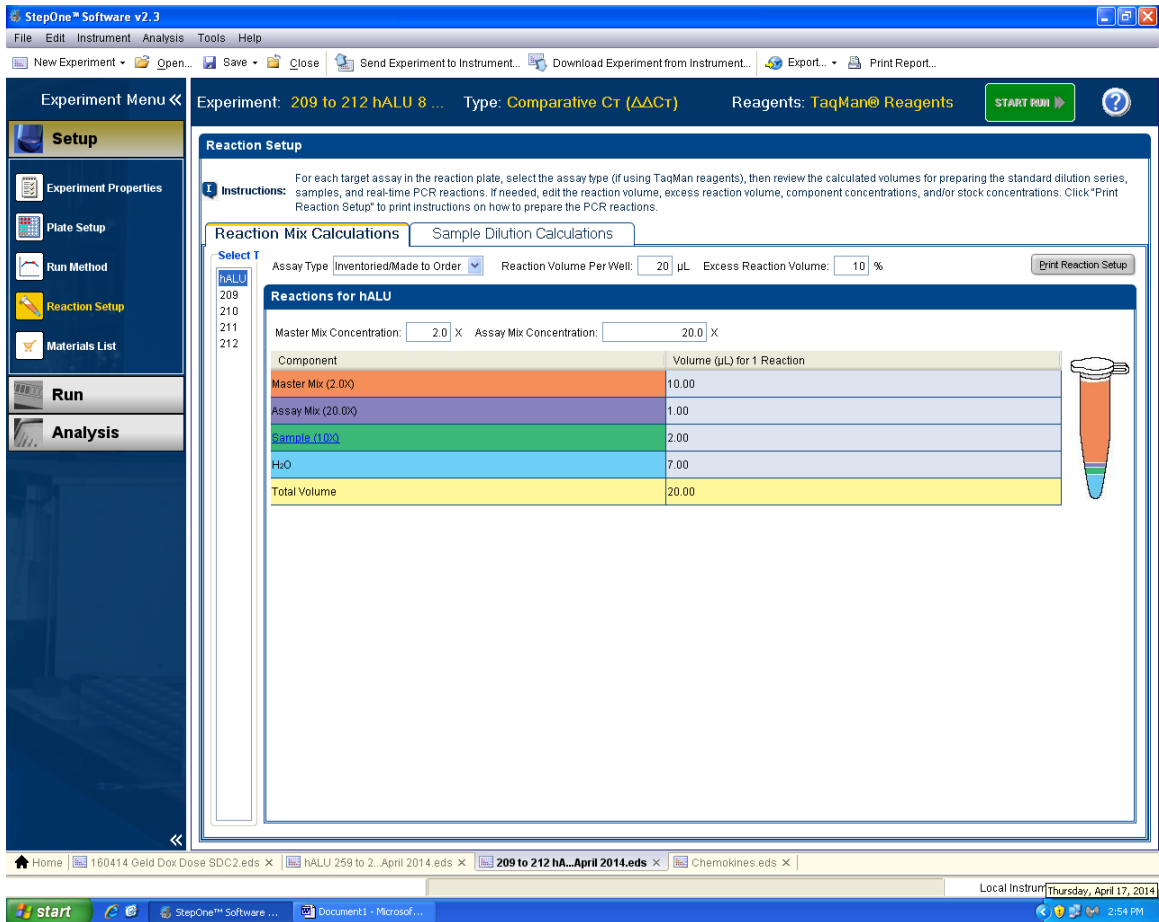 StepOne™ Software v2.3
File Edit Instrument Analysis Tools Help
New Experiment Open... Save Close Send Experiment to Instrument... Download Experiment from Instrument... Export... Print Report...
Experiment Menu «
Experiment: 209 to 212 hALU 8 ... Type: Comparative CT (ΔΔCT) Reagents: TaqMan® Reagents START RUN ?
Setup
Experiment Properties
Plate Setup
Run Method
Reaction Setup
Materials List
Run
Analysis
«
Reaction Setup
Instructions: For each target assay in the reaction plate, select the assay type (if using TaqMan reagents), then review the calculated volumes for preparing the standard dilution series,
samples, and real-time PCR reactions. If needed, edit the reaction volume, excess reaction volume, component concentrations, and/or stock concentrations. Click "Print
Reaction Setup" to print instructions on how to prepare the PCR reactions.
Reaction Mix Calculations Sample Dilution Calculations
Select T
hALU
209
210
211
212
Assay Type Inventoried/Made to Order Reaction Volume Per Well: 20 µL Excess Reaction Volume: 10 % Print Reaction Setup
Reactions for hALU
Master Mix Concentration: 2.0 X Assay Mix Concentration: 20.0 X
Component Volume (µL) for 1 Reaction
Master Mix (2.0X) 10.00
Assay Mix (20.0X) 1.00
Sample (10X) 2.00
H₂O 7.00
Total Volume 20.00
Home 160414 Geld Dox Dose SDC2.eds × hALU 259 to 2...April 2014.eds × 209 to 212 hA...April 2014.eds × Chemokines.eds ×
Local Instrum
Thursday, April 17, 2014
start StepOne™ Software ... Document1 - Microsof... 2:54 PM